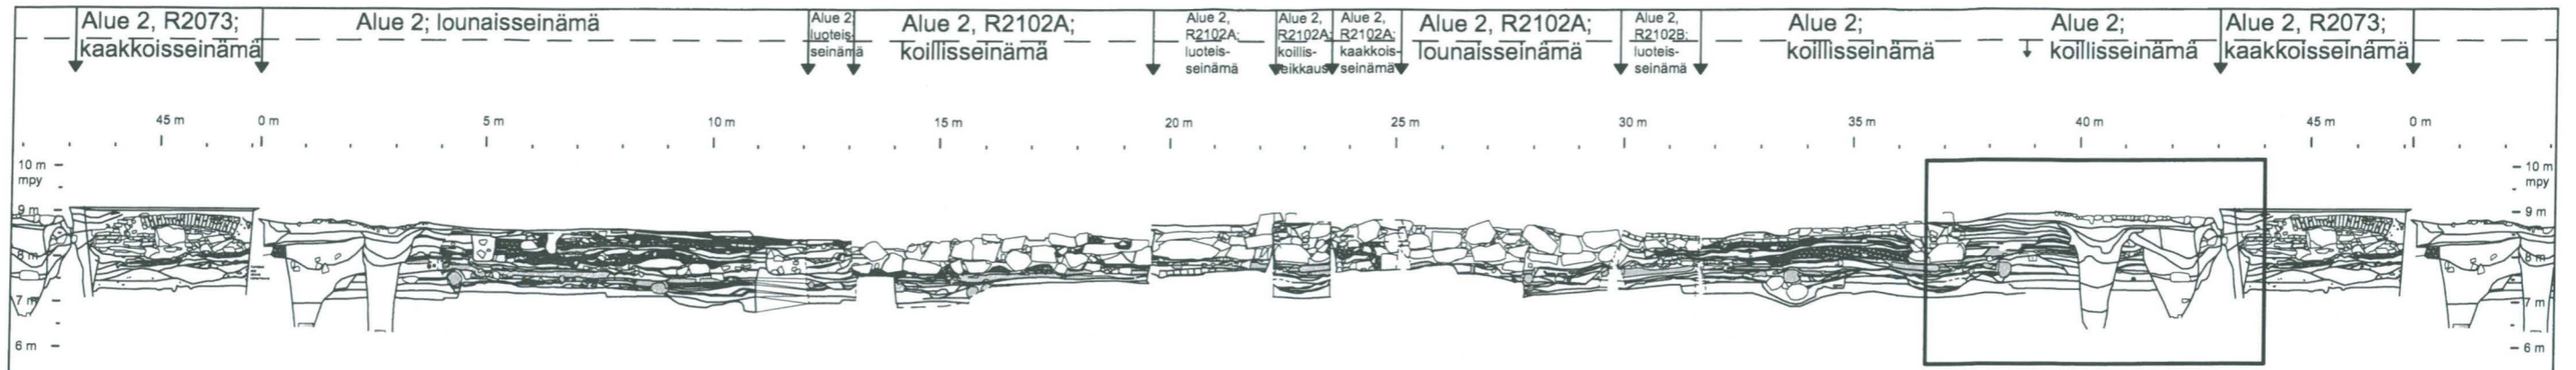 Alue 2, R2073;
kaakkoisseinämä
Alue 2; lounaisseinämä
Alue 2
luoteis-
seinämä
Alue 2, R2102A;
koillisseinämä
Alue 2,
R2102A;
luoteis-
seinämä
Alue 2,
R2102A;
koillis-
leikkaus
Alue 2,
R2102A;
kaakkois-
seinämä
Alue 2, R2102A;
lounaisseinämä
Alue 2,
R2102B;
luoteis-
seinämä
Alue 2;
koillisseinämä
Alue 2;
koillisseinämä
Alue 2, R2073;
kaakkoisseinämä
45 m 0 m 5 m 10 m 15 m 20 m 25 m 30 m 35 m 40 m 45 m 0 m
10 m
mpy
9 m
8 m
7 m
6 m
10 m
mpy
9 m
8 m
7 m
6 m